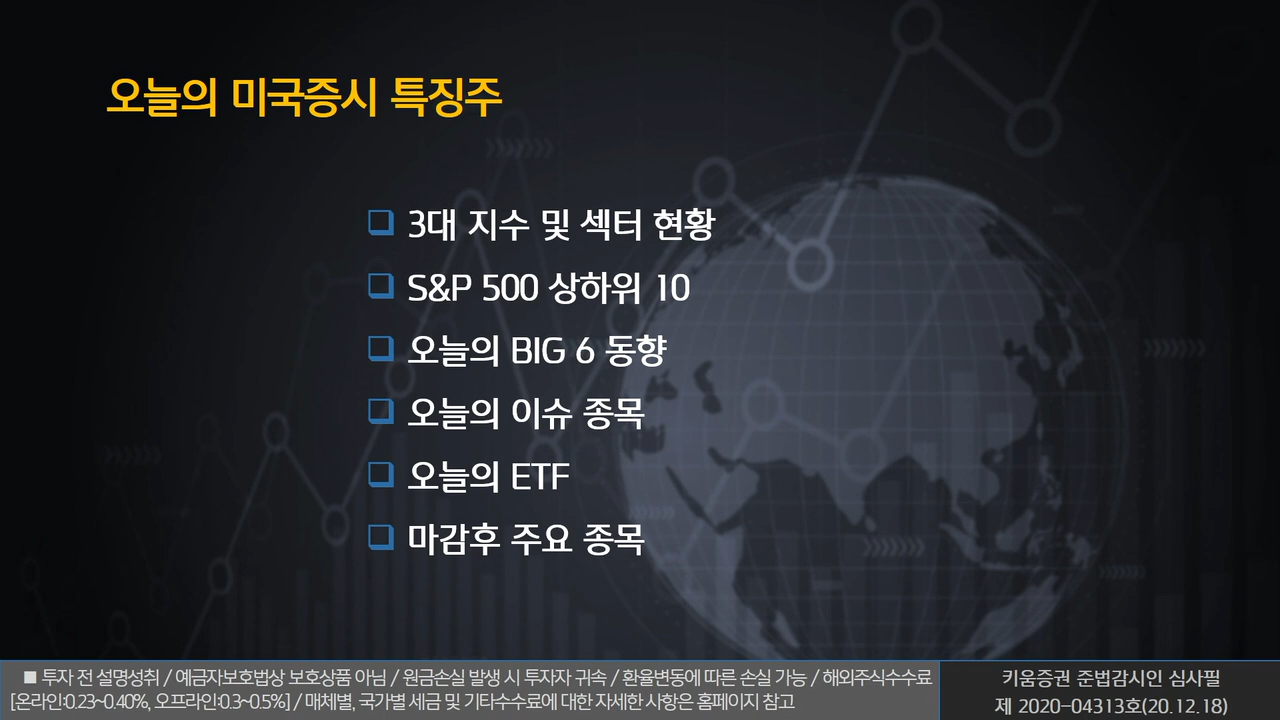 오늘의 미국증시 특징주
❑ 3대 지수 및 섹터 현황
❑ S&P 500 상하위 10
❑ 오늘의 BIG 6 동향
❑ 오늘의 이슈 종목
❑ 오늘의 ETF
❑ 마감후 주요 종목
■ 투자 전 설명성취 / 예금자보호법상 보호상품 아님 / 원금손실 발생 시 투자자 귀속 / 환율변동에 따른 손실 가능 / 해외주식수수료
[온라인:0.23~0.40%, 오프라인:0.3~0.5%] / 매체별, 국가별 세금 및 기타수수료에 대한 자세한 사항은 홈페이지 참고
키움증권 준법감시인 심사필
제 2020-04313호(20.12.18)